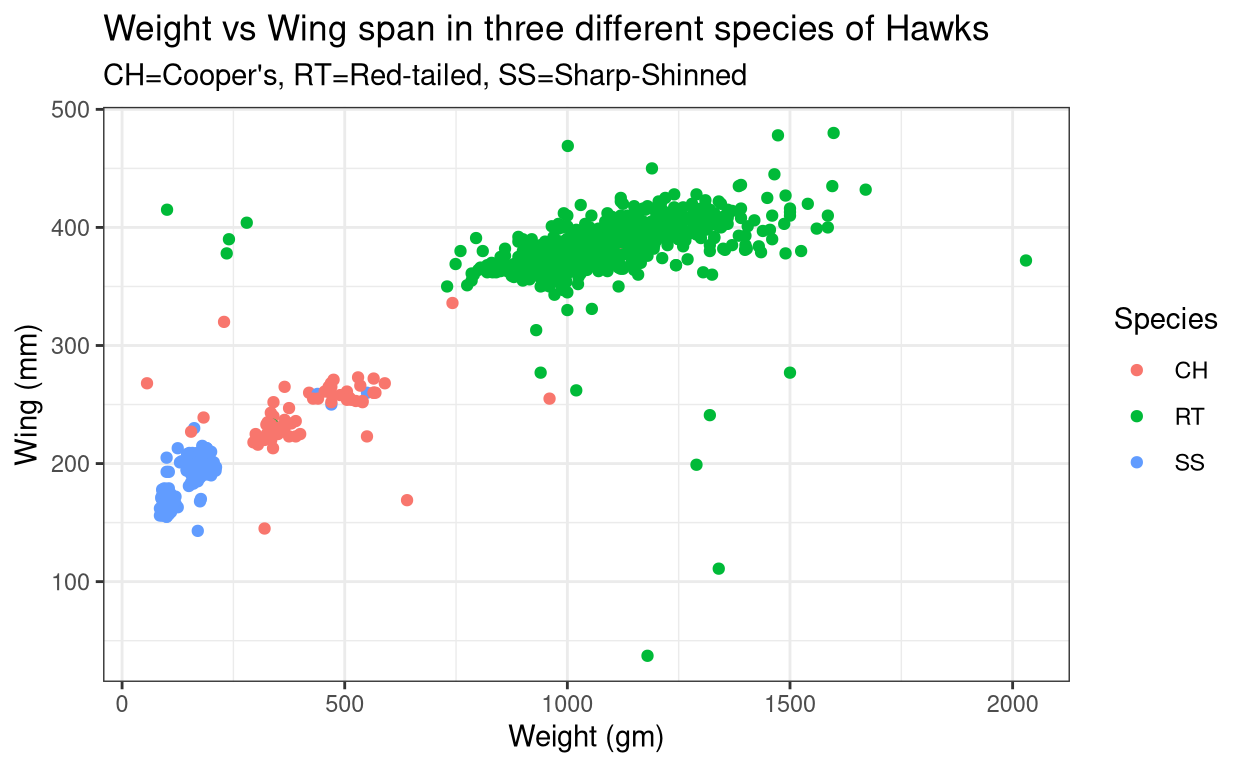 Weight vs Wing span in three different species of Hawks
CH=Cooper's, RT=Red-tailed, SS=Sharp-Shinned
500
400
300
200
100
Wing (mm)
0 500 1000 1500 2000
Weight (gm)
Species
CH
RT
SS